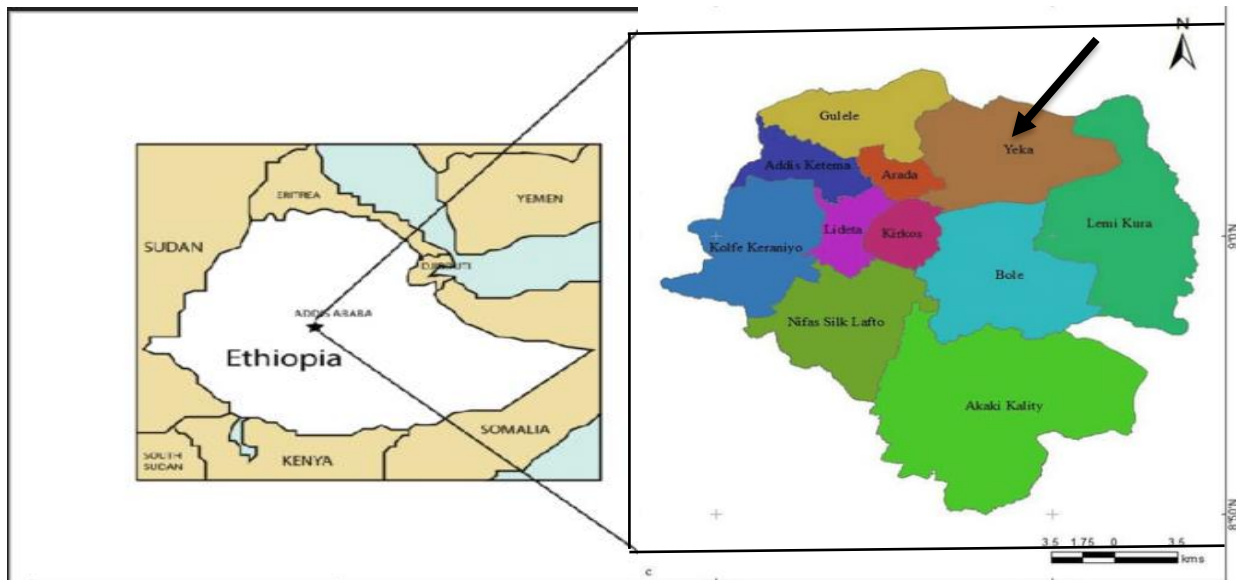 ERITREA
YEMEN
SUDAN
DJIBOUTI
ADDIS ABABA
Ethiopia
SOMALIA
SOUTH
SUDAN
KENYA
N
Gulele
Yeka
Addis Ketema
Arada
Lemi Kura
Lideta
Kirkos
Kolfe Keraniyo
Bole
Nifas Silk Lafto
Akaki Kality
3.5 1.75 0 3.5
kms
c